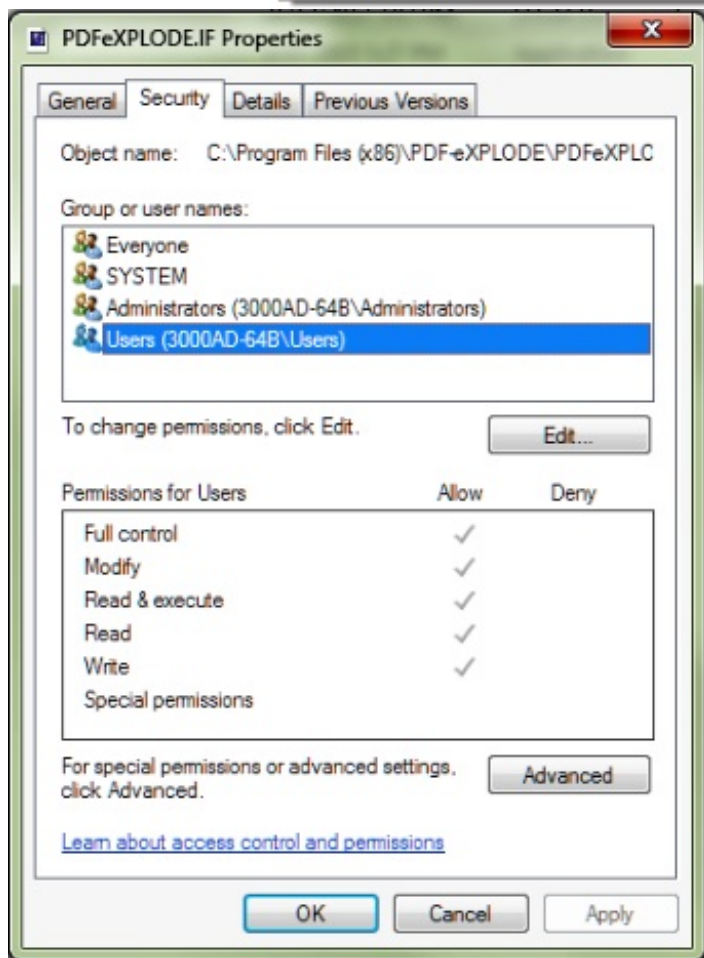 PDFeXPLODE.IF Properties
General Security Details Previous Versions
Object name: C:\Program Files (x86)\PDF-eXPLODE\PDFeXPLC
Group or user names:
Everyone
SYSTEM
Administrators (3000AD-64B\Administrators)
Users (3000AD-64B\Users)
To change permissions, click Edit.
Edit...
Permissions for Users Allow Deny
Full control
Modify
Read & execute
Read
Write
Special permissions
For special permissions or advanced settings,
click Advanced.
Advanced
Learn about access control and permissions
OK Cancel Apply